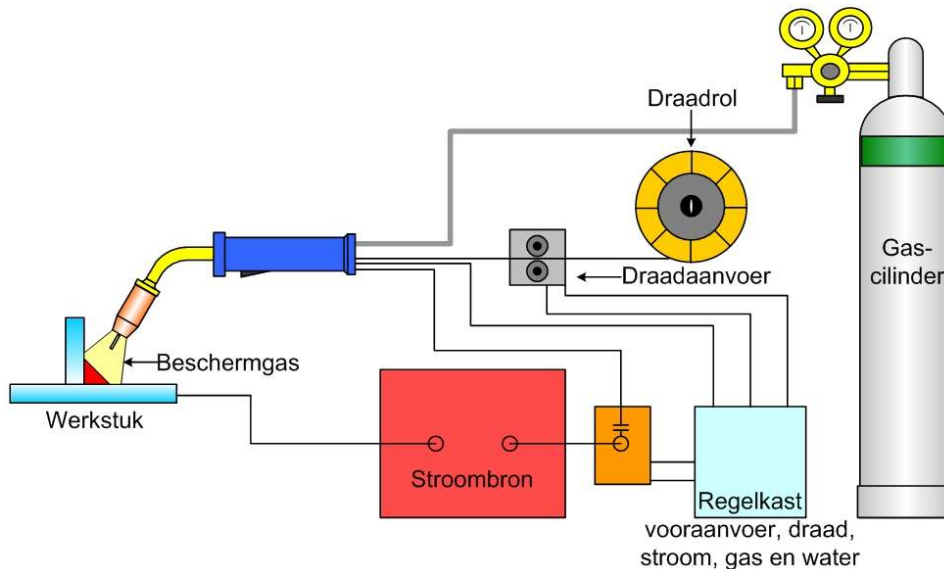 Draadrol
Gas-
cilinder
Draadaanvoer
Beschermgas
Werkstuk
Stroombron
Regelkast
vooraanvoer, draad,
stroom, gas en water